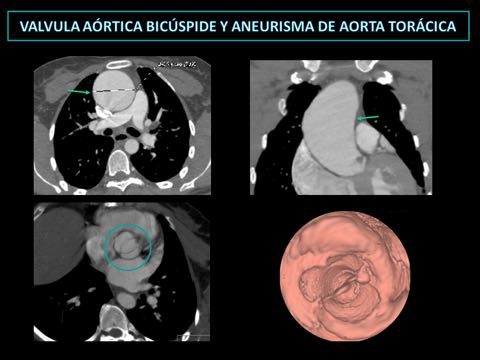 VALVULA AÓRTICA BICÚSPIDE Y ANEURISMA DE AORTA TORÁCICA